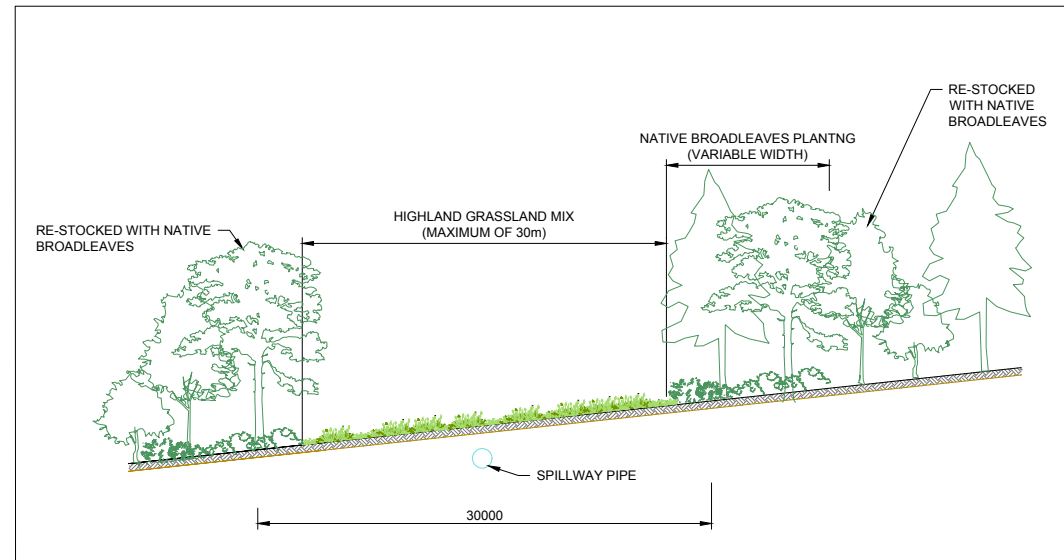 RE-STOCKED
WITH NATIVE
BROADLEAVES
NATIVE BROADLEAVES PLANTNG
(VARIABLE WIDTH)
HIGHLAND GRASSLAND MIX
(MAXIMUM OF 30m)
RE-STOCKED WITH NATIVE
BROADLEAVES
SPILLWAY PIPE
30000